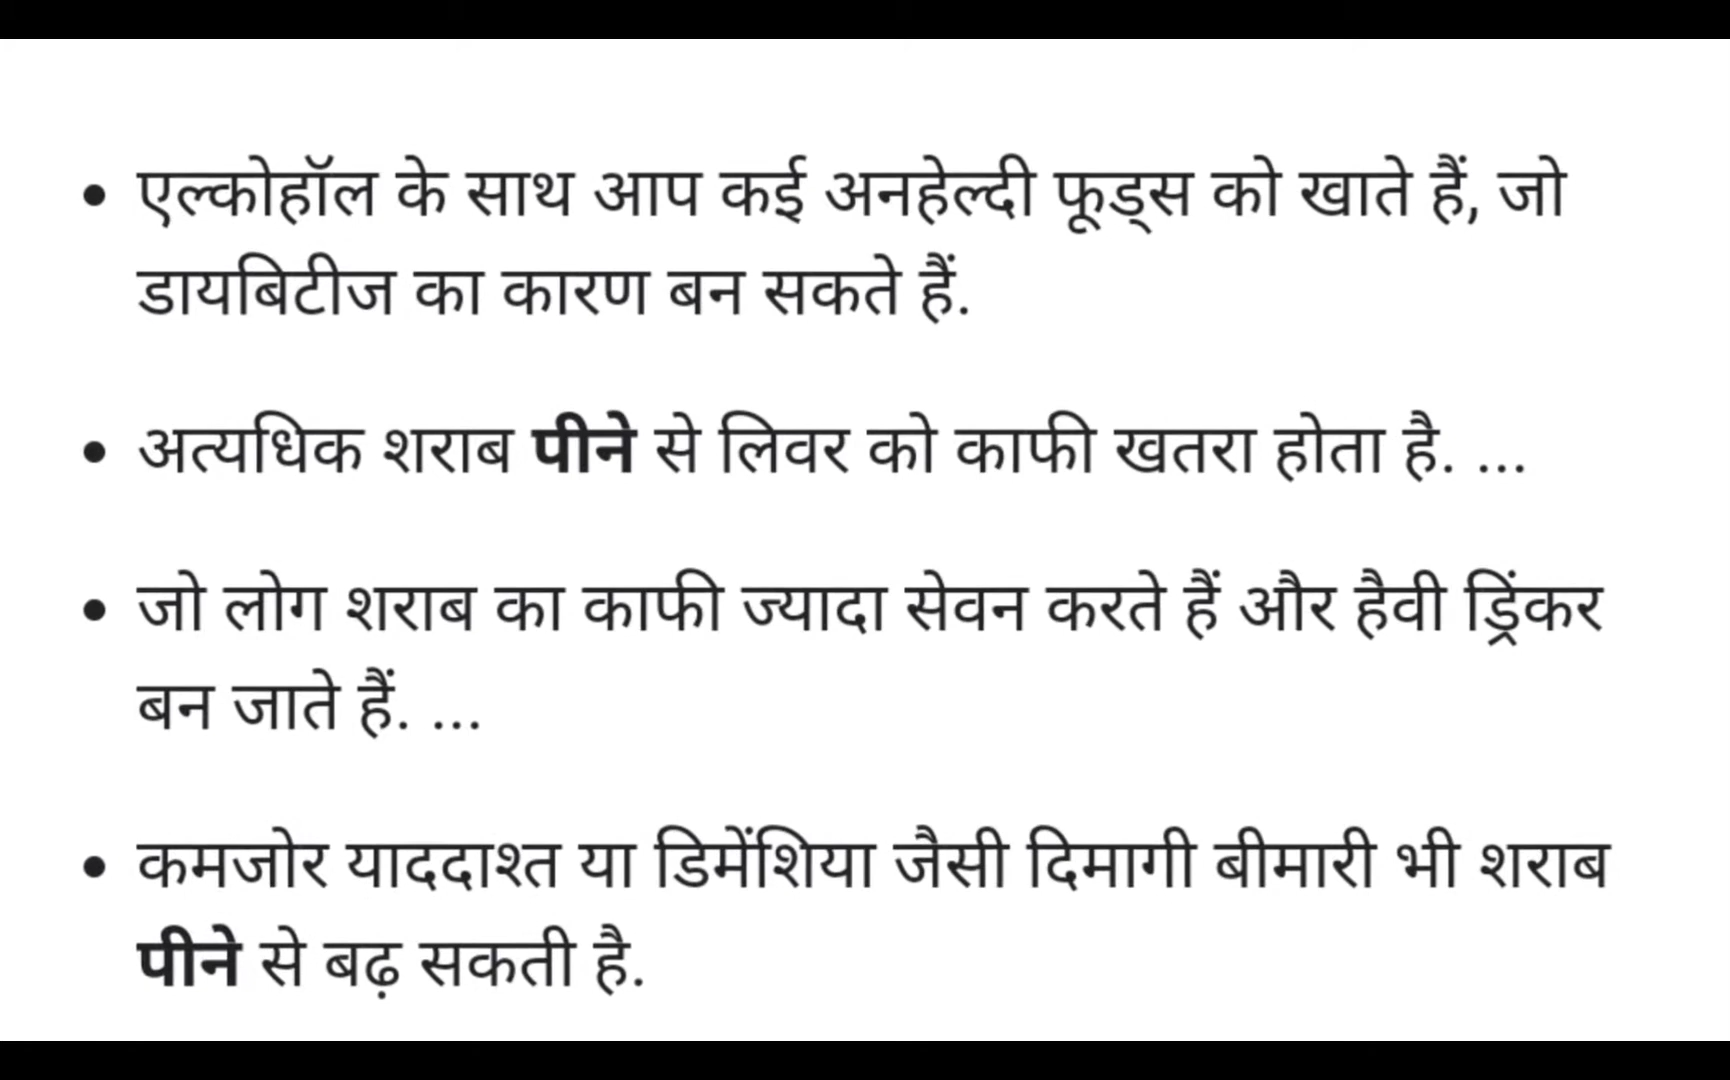 • एल्कोहॉल के साथ आप कई अनहेल्दी फूड्स को खाते हैं, जो
डायबिटीज का कारण बन सकते हैं.
• अत्यधिक शराब पीने से लिवर को काफी खतरा होता है. ...
• जो लोग शराब का काफी ज्यादा सेवन करते हैं और हैवी ड्रिंकर
बन जाते हैं. ...
• कमजोर याददाश्त या डिमेंशिया जैसी दिमागी बीमारी भी शराब
पीने से बढ़ सकती है.